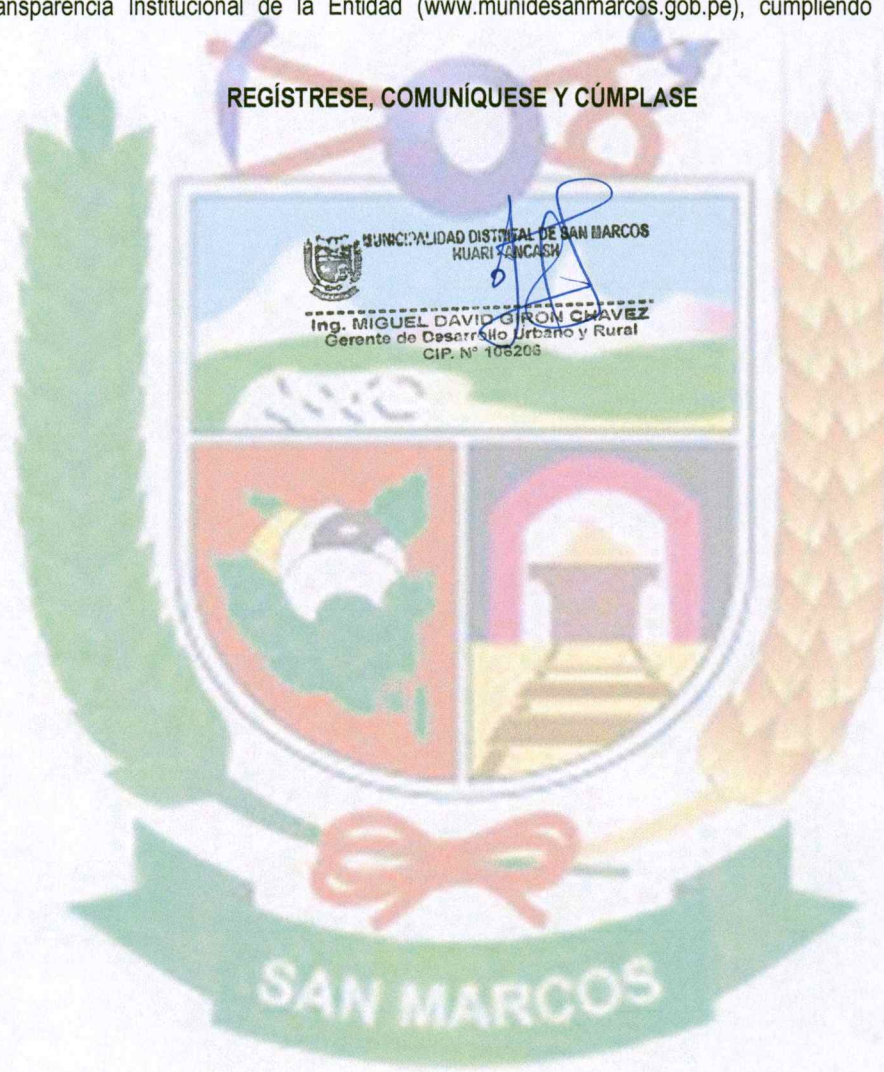 ansparencia Institucional de la Entidad (www.munidesanmarcos.gob.pe), cumpliendo
REGÍSTRESE, COMUNÍQUESE Y CÚMPLASE
MUNICIPALIDAD DISTRITAL DE SAN MARCOS
HUARI - ANCASH
Ing. MIGUEL DAVID GIRON CHAVEZ
Gerente de Desarrollo Urbano y Rural
CIP. N°
SAN MARCOS